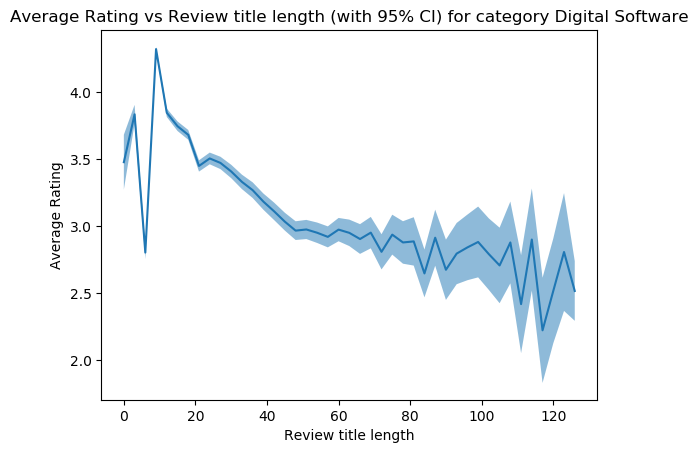 Average Rating vs Review title length (with 95% CI) for category Digital Software
4.0
3.5
3.0
2.5
2.0
Average Rating
0 20 40 60 80 100 120
Review title length